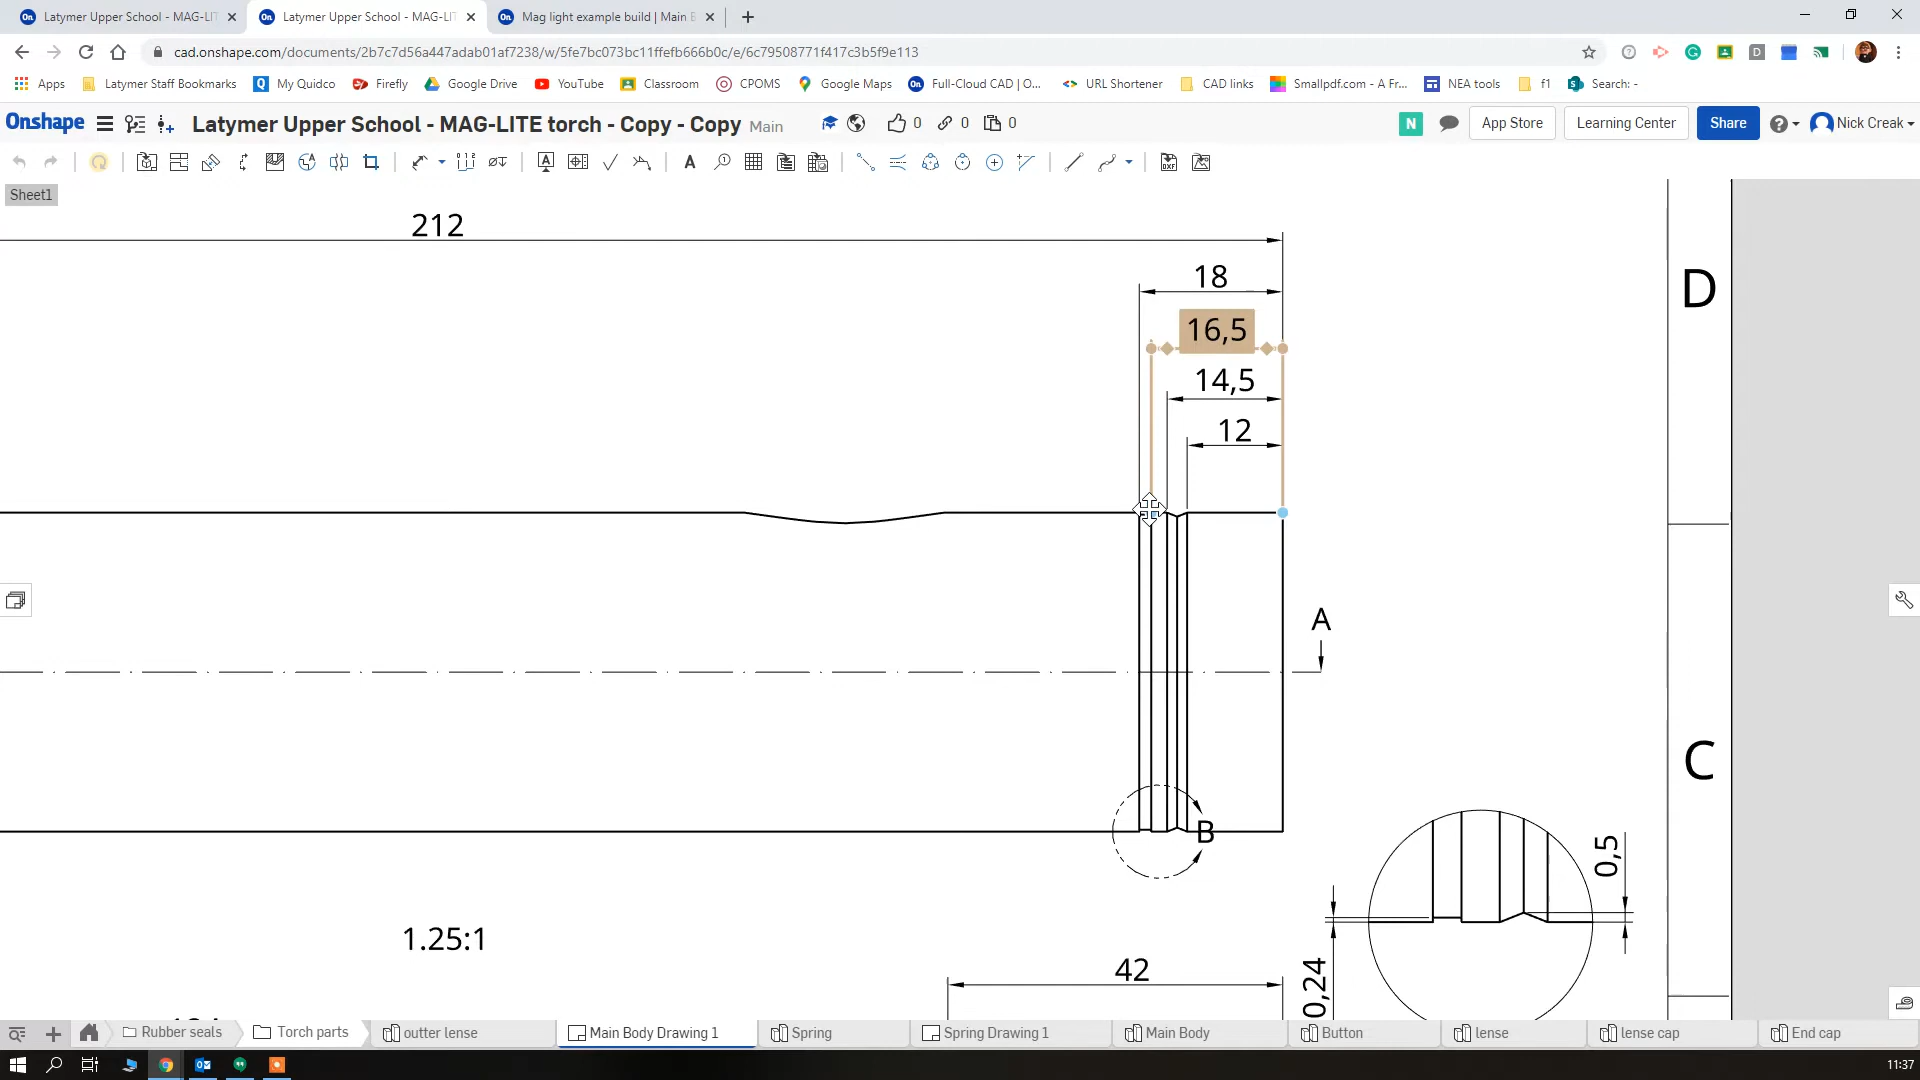 Latymer Upper School - MAG-LIT
Latymer Upper School - MAG-LIT
Mag light example build | Main B
cad.onshape.com/documents/2b7c7d56a447adab01af7238/w/5fe7bc073bc11ffefb666b0c/e/6c79508771f417c3b5f9e113
Apps
Latymer Staff Bookmarks
My Quidco
Firefly
Google Drive
YouTube
Classroom
CPOMS
Google Maps
Full-Cloud CAD | O...
URL Shortener
CAD links
Smallpdf.com - A Fr...
NEA tools
f1
Search: -
Onshape
Latymer Upper School - MAG-LITE torch - Copy - Copy Main
0
0
0
N
App Store
Learning Center
Share
Nick Creak
Sheet1
212
18
16,5
14,5
12
D
A
C
B
0,5
0,24
1.25:1
42
Rubber seals
Torch parts
outter lense
Main Body Drawing 1
Spring
Spring Drawing 1
Main Body
Button
lense
lense cap
End cap
11:37